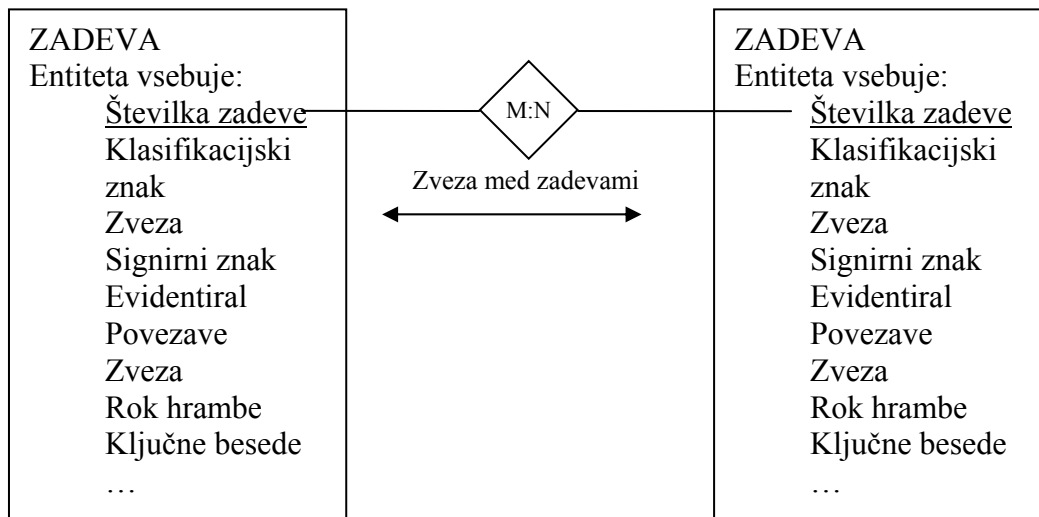 ZADEVA
Entiteta vsebuje:
Številka zadeve
Klasifikacijski
znak
Zveza
Signirni znak
Evidentiral
Povezave
Zveza
Rok hrambe
Ključne besede
…
M:N
Zveza med zadevami
ZADEVA
Entiteta vsebuje:
Številka zadeve
Klasifikacijski
znak
Zveza
Signirni znak
Evidentiral
Povezave
Zveza
Rok hrambe
Ključne besede
…